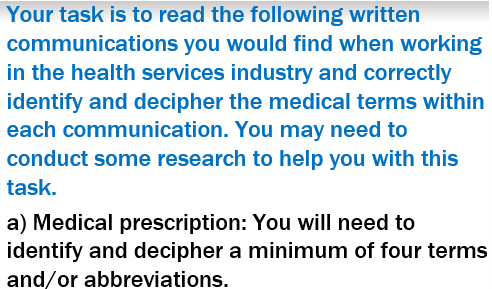 Your task is to read the following written
communications you would find when working
in the health services industry and correctly
identify and decipher the medical terms within
each communication. You may need to
conduct some research to help you with this
task.
a) Medical prescription: You will need to
identify and decipher a minimum of four terms
and/or abbreviations.